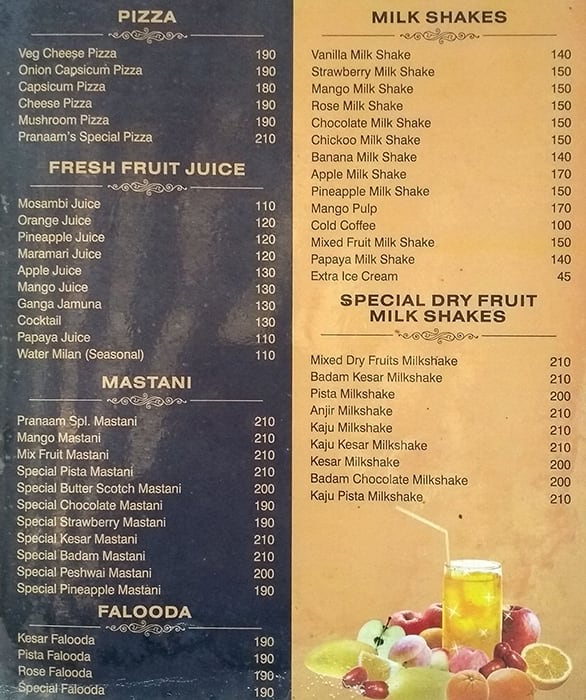 PIZZA
Veg Cheese Pizza 190
Onion Capsicum Pizza 190
Capsicum Pizza 180
Cheese Pizza 190
Mushroom Pizza 190
Pranaam's Special Pizza 210
FRESH FRUIT JUICE
Mosambi Juice 110
Orange Juice 120
Pineapple Juice 120
Maramari Juice 120
Apple Juice 130
Mango Juice 130
Ganga Jamuna 130
Cocktail 130
Papaya Juice 110
Water Milan (Seasonal) 110
MASTANI
Pranaam Spl. Mastani 210
Mango Mastani 210
Mix Fruit Mastani 210
Special Pista Mastani 210
Special Butter Scotch Mastani 200
Special Chocolate Mastani 190
Special Strawberry Mastani 190
Special Kesar Mastani 210
Special Badam Mastani 210
Special Peshwai Mastani 200
Special Pineapple Mastani 190
FALOODA
Kesar Falooda 190
Pista Falooda 190
Rose Falooda 190
Special Falooda 190
MILK SHAKES
Vanilla Milk Shake 140
Strawberry Milk Shake 150
Mango Milk Shake 150
Rose Milk Shake 150
Chocolate Milk Shake 150
Chickoo Milk Shake 150
Banana Milk Shake 140
Apple Milk Shake 170
Pineapple Milk Shake 150
Mango Pulp 170
Cold Coffee 100
Mixed Fruit Milk Shake 150
Papaya Milk Shake 140
Extra Ice Cream 45
SPECIAL DRY FRUIT
MILK SHAKES
Mixed Dry Fruits Milkshake 210
Badam Kesar Milkshake 210
Pista Milkshake 200
Anjir Milkshake 210
Kaju Milkshake 210
Kaju Kesar Milkshake 210
Kesar Milkshake 200
Badam Chocolate Milkshake 200
Kaju Pista Milkshake 210